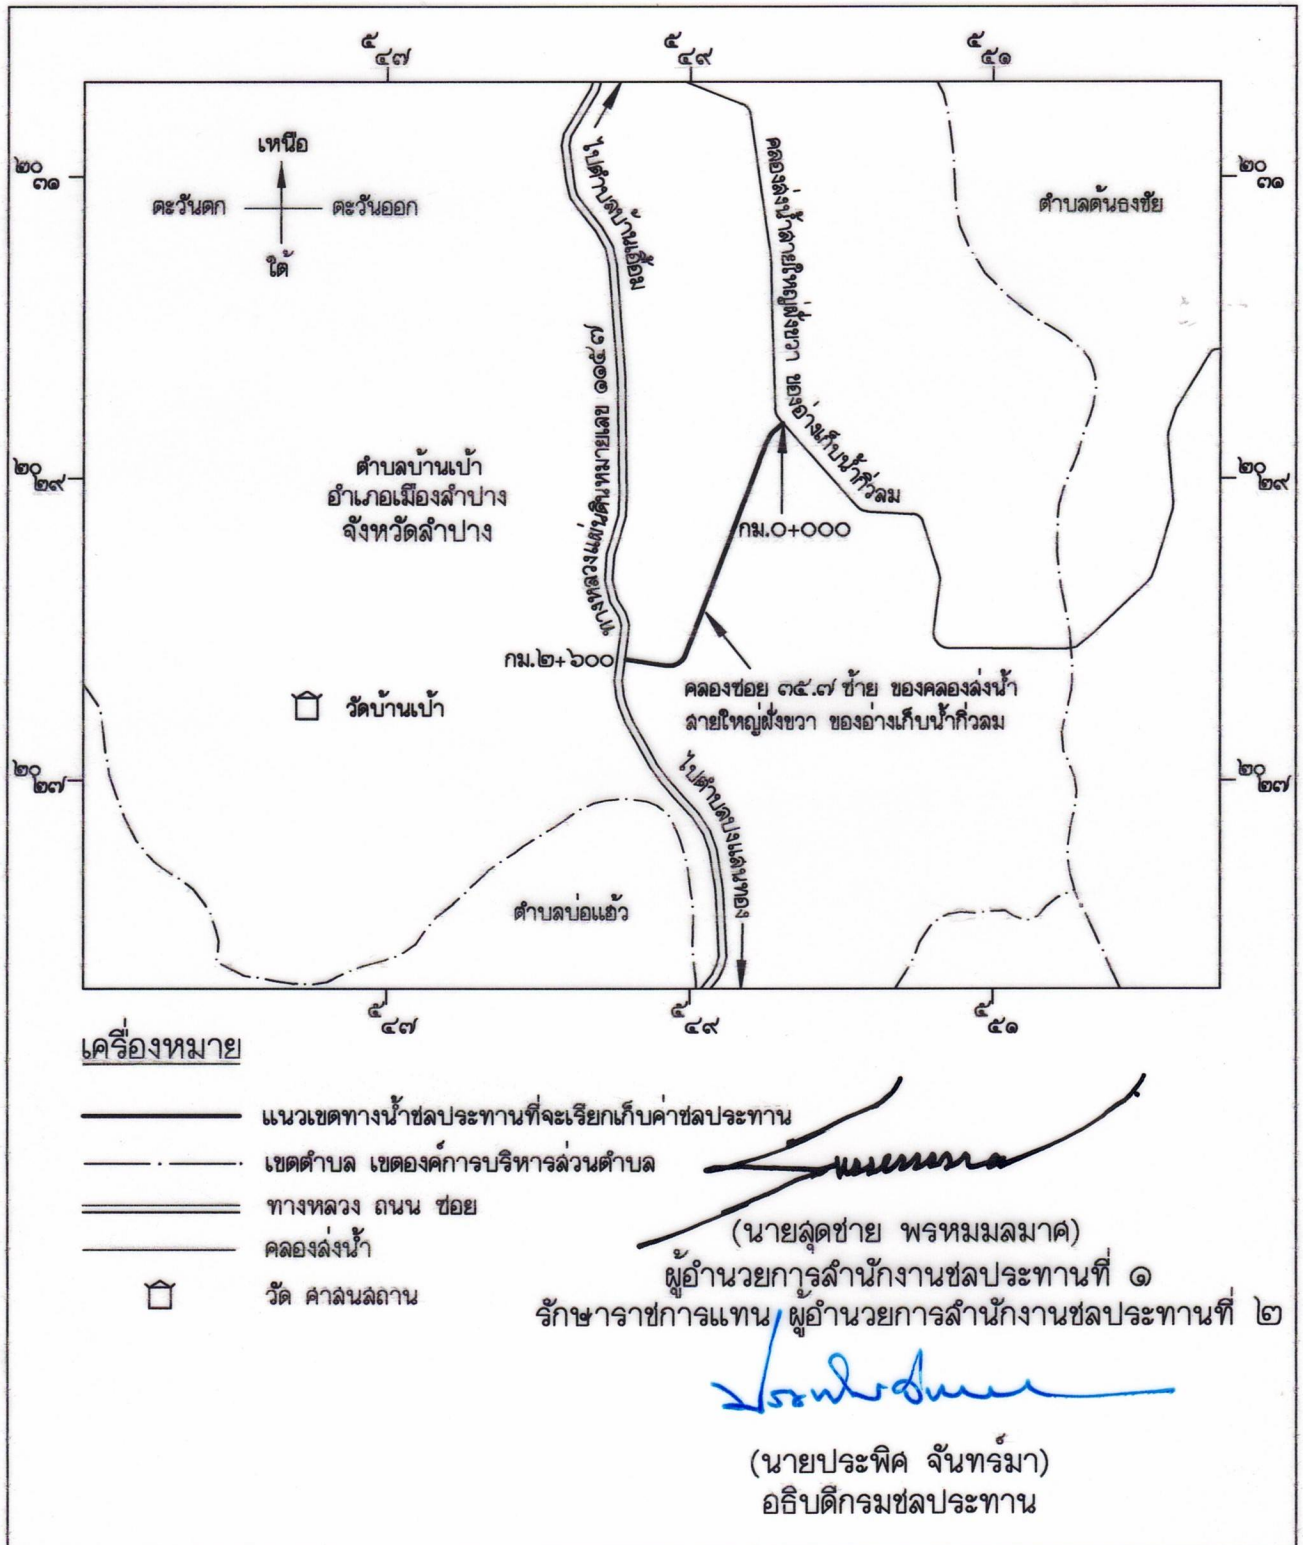 ๕๔๗ ๕๔๙ ๕๕๑
เหนือ
ตะวันตก ตะวันออก
ใต้
๒๐๓๑ ๒๐๓๑
ไปตำบลบ้านเอื้อม
คลองส่งน้ำสายใหญ่ฝั่งขวา ของอ่างเก็บน้ำกิ่วลม
ตำบลต้นธงชัย
ทางหลวงแผ่นดินหมายเลข ๑๑๕๗
๒๐๒๙ ๒๐๒๙
ตำบลบ้านเป้า
อำเภอเมืองลำปาง
จังหวัดลำปาง
กม.๐+๐๐๐
กม.๒+๖๐๐
คลองซอย ๓๕.๗ ซ้าย ของคลองส่งน้ำ
สายใหญ่ฝั่งขวา ของอ่างเก็บน้ำกิ่วลม
วัดบ้านเป้า
๒๐๒๗ ๒๐๒๗
ไปตำบลปงแสนทอง
ตำบลบ่อแฮ้ว
๕๔๗ ๕๔๙ ๕๕๑
เครื่องหมาย
แนวเขตทางน้ำชลประทานที่จะเรียกเก็บค่าชลประทาน
เขตตำบล เขตองค์การบริหารส่วนตำบล
ทางหลวง ถนน ซอย
คลองส่งน้ำ
วัด ศาสนสถาน
(นายสุดชาย พรหมมลมาศ)
ผู้อำนวยการสำนักงานชลประทานที่ ๑
รักษาราชการแทน ผู้อำนวยการสำนักงานชลประทานที่ ๒
(นายประพิศ จันทร์มา)
อธิบดีกรมชลประทาน